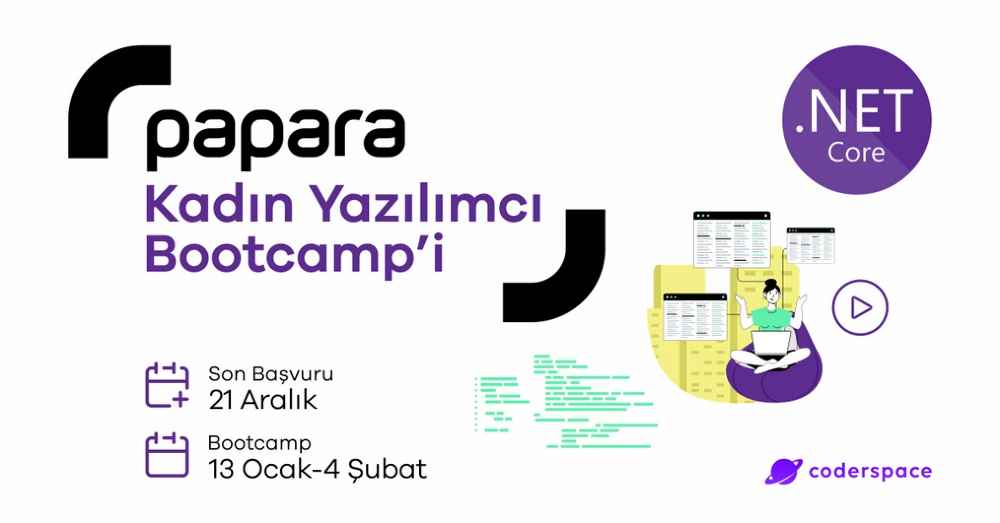 papara
Kadın Yazılımcı
Bootcamp’i
.NET
Core
Son Başvuru
21 Aralık
Bootcamp
13 Ocak-4 Şubat
coderspace